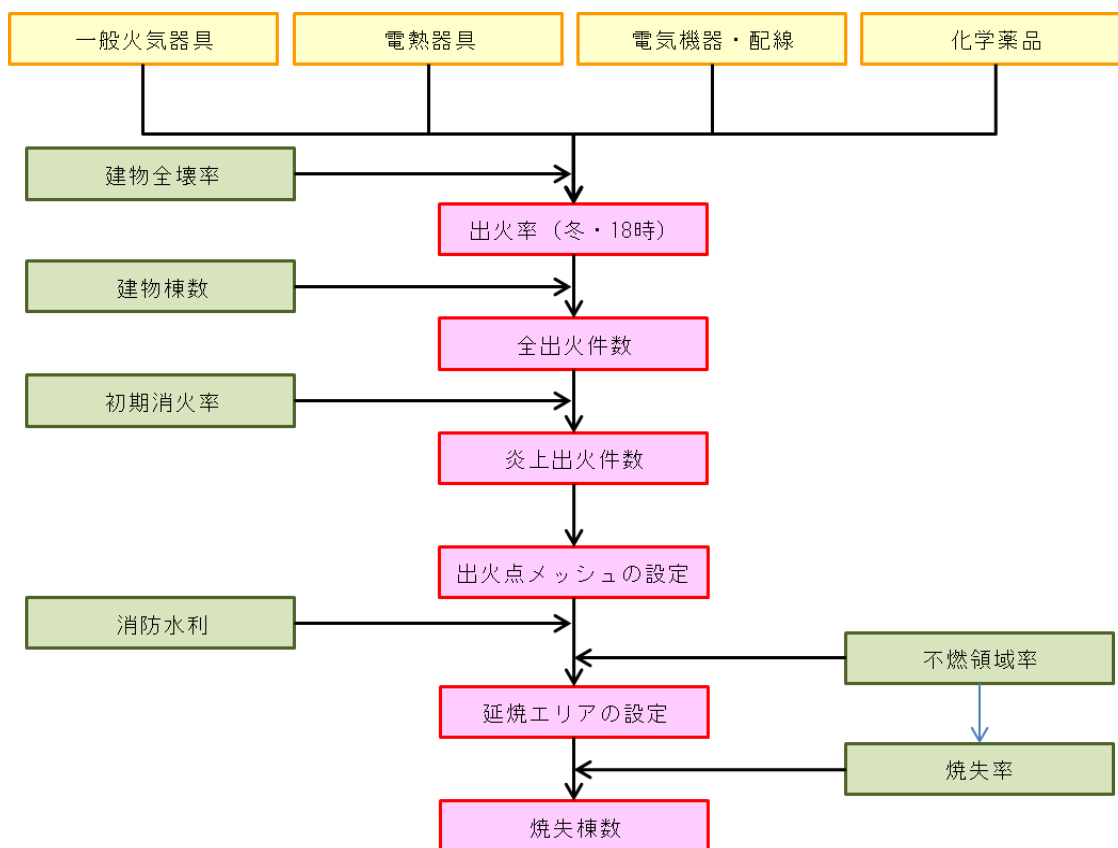 一般火気器具
電熱器具
電気機器・配線
化学薬品
建物全壊率
出火率（冬・18時）
建物棟数
全出火件数
初期消火率
炎上出火件数
出火点メッシュの設定
消防水利
不燃領域率
延焼エリアの設定
焼失率
焼失棟数